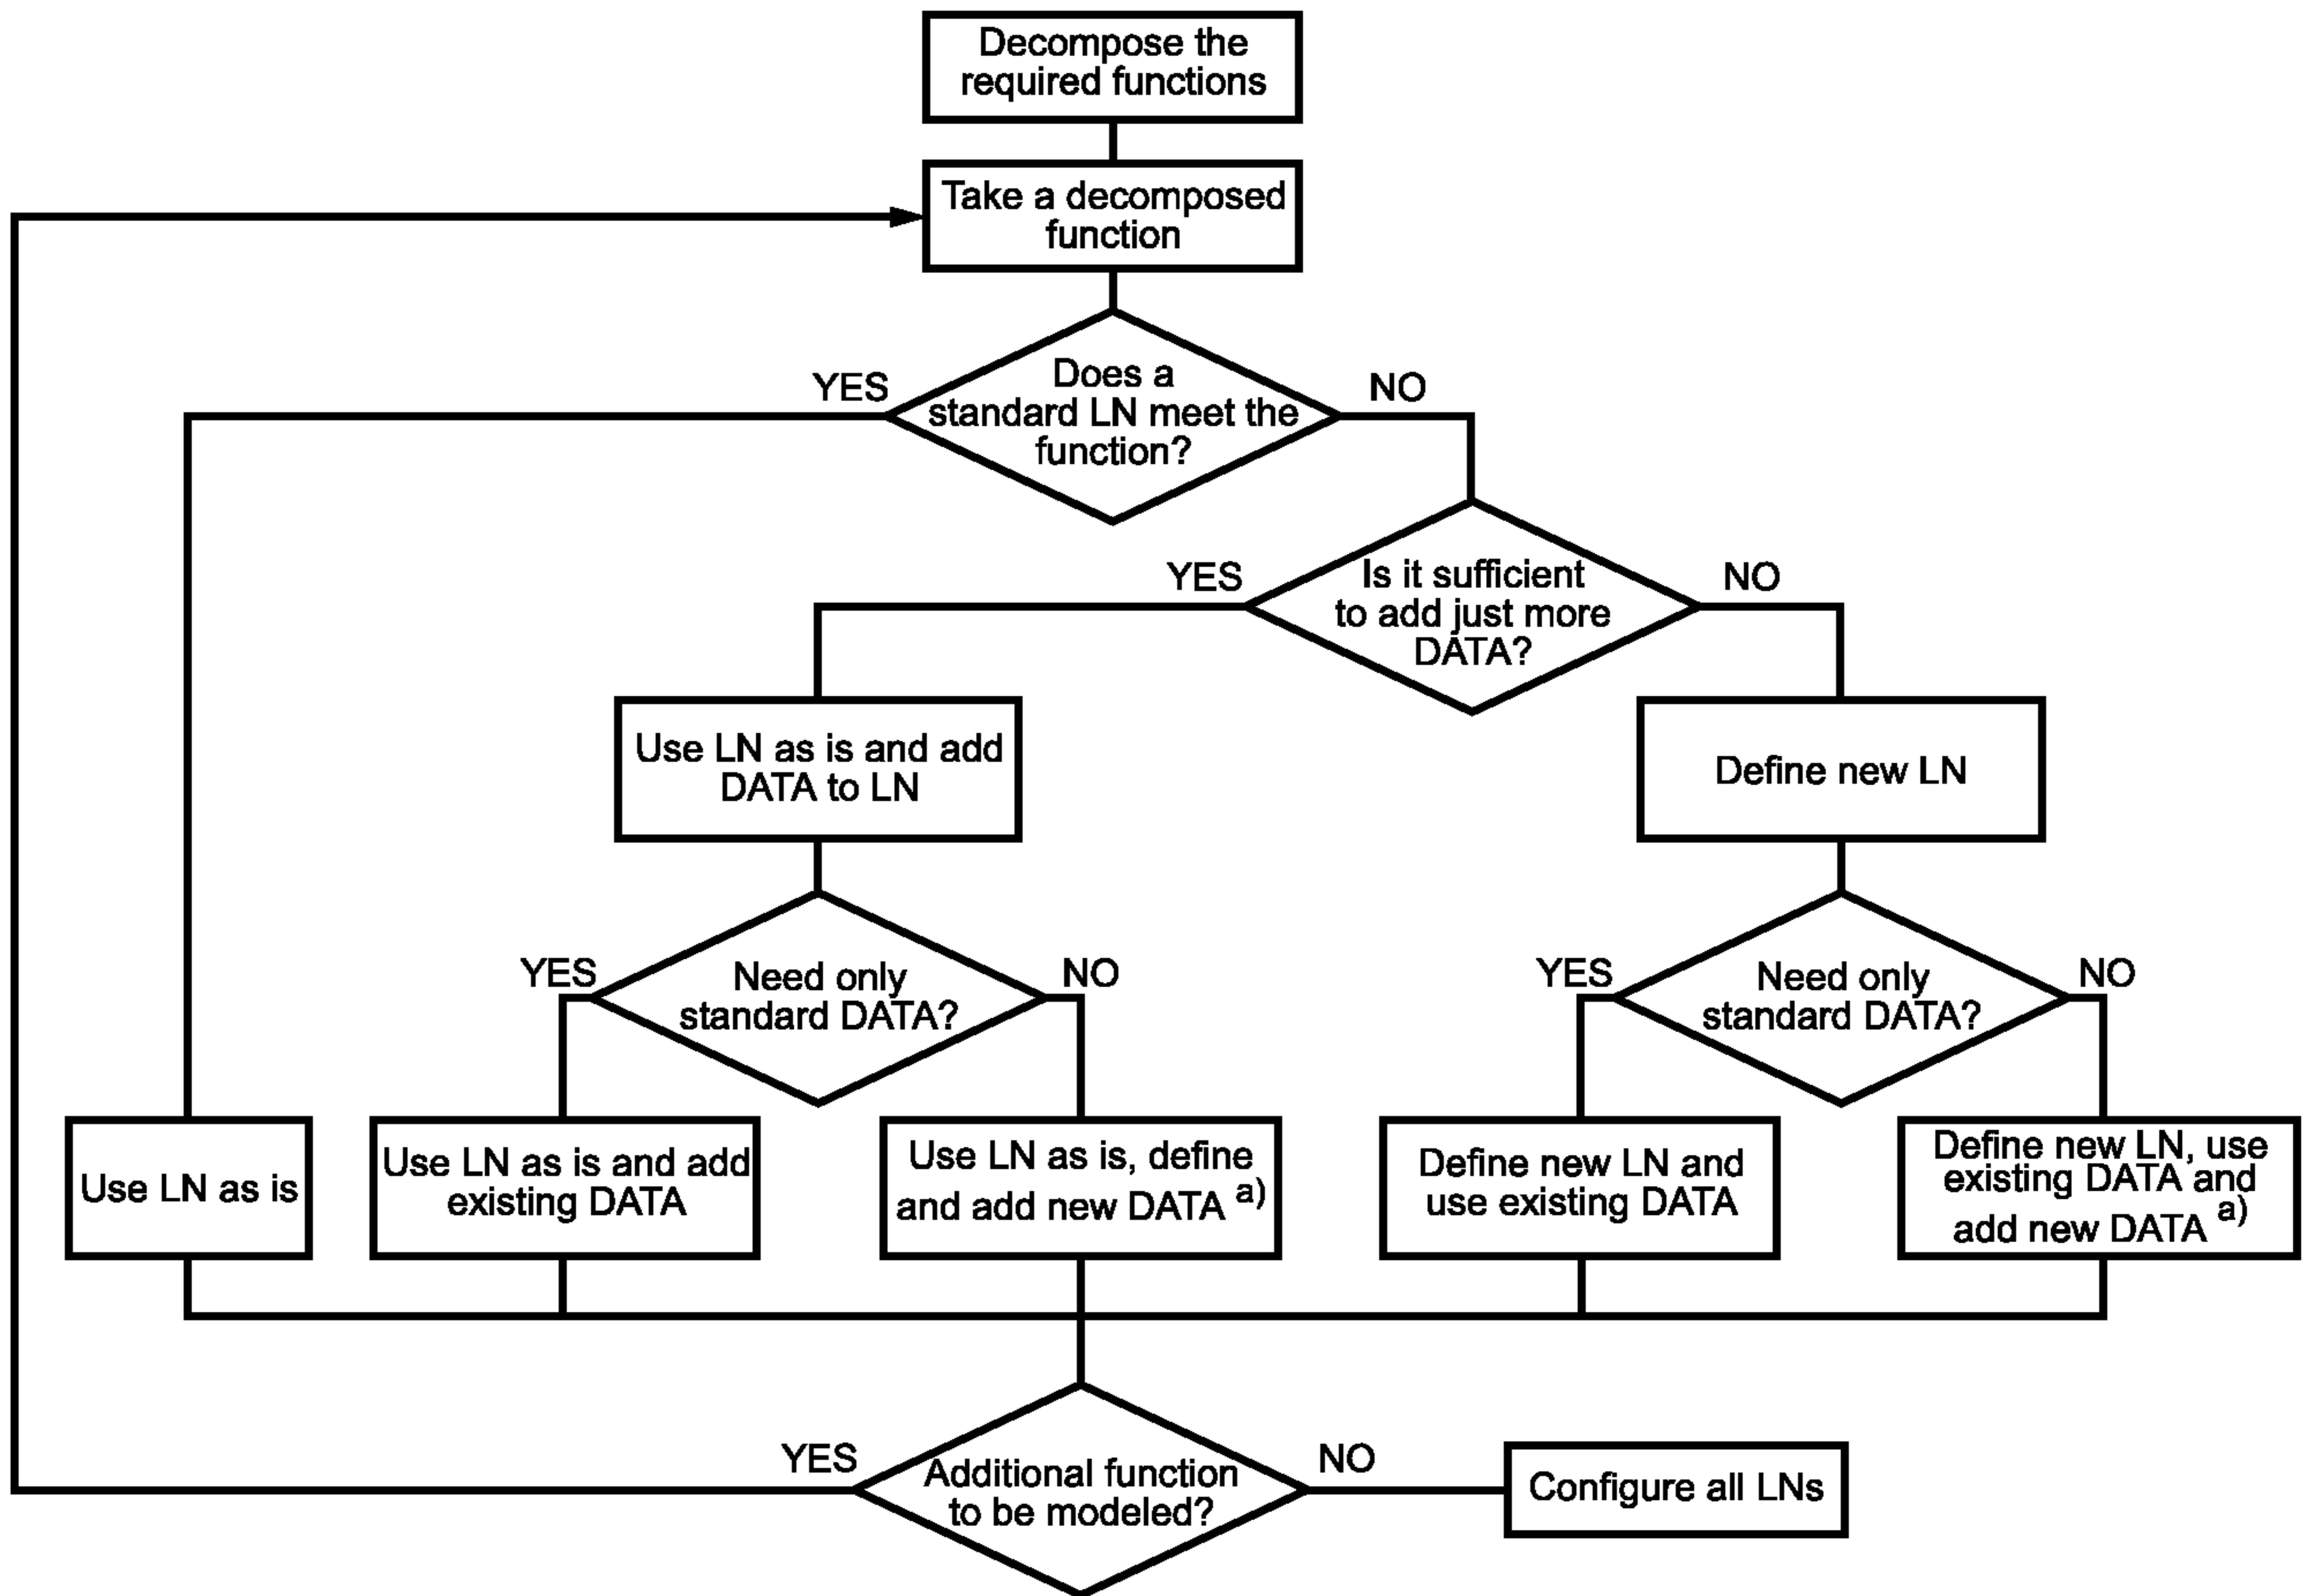 Decompose the
required functions
Take a decomposed
function
YES
Does a
standard LN meet the
function?
NO
YES
Is it sufficient
to add just more
DATA?
NO
Use LN as is and add
DATA to LN
Define new LN
YES
Need only
standard DATA?
NO
YES
Need only
standard DATA?
NO
Use LN as is
Use LN as is and add
existing DATA
Use LN as is, define
and add new DATA a)
Define new LN and
use existing DATA
Define new LN, use
existing DATA and
add new DATA a)
YES
Additional function
to be modeled?
NO
Configure all LNs